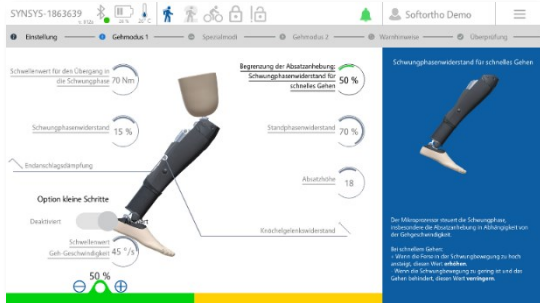 SYNSYS-1863639
Softortho Demo
Einstellung
Gehmodus 1
Spezialmodi
Gehmodus 2
Warnhinweise
Überprüfung
Schwellenwert für den Übergang in
die Schwungphase
70 Nm
Begrenzung der Absatzanhebung:
Schwungphasenwiderstand für
schnelles Gehen
50 %
Schwungphasenwiderstand
15 %
Standphasenwiderstand
70 %
Endanschlagsdämpfung
Absatzhöhe
18
Option kleine Schritte
Deaktiviert
Knöchelgelenkswiderstand
Schwellenwert
Geh-Geschwindigkeit
45 °/s
50 %
Schwungphasenwiderstand für schnelles Gehen
Der Mikroprozessor steuert die Schwungphase,
insbesondere die Absatzanhebung in Abhängigkeit von
der Gehgeschwindigkeit.
Bei schnellem Gehen:
- Wenn die Ferse in der Schwungbewegung zu hoch
ansteigt, diesen Wert erhöhen.
- Wenn die Schwungbewegung zu gering ist und das
Gehen behindert, diesen Wert verringern.